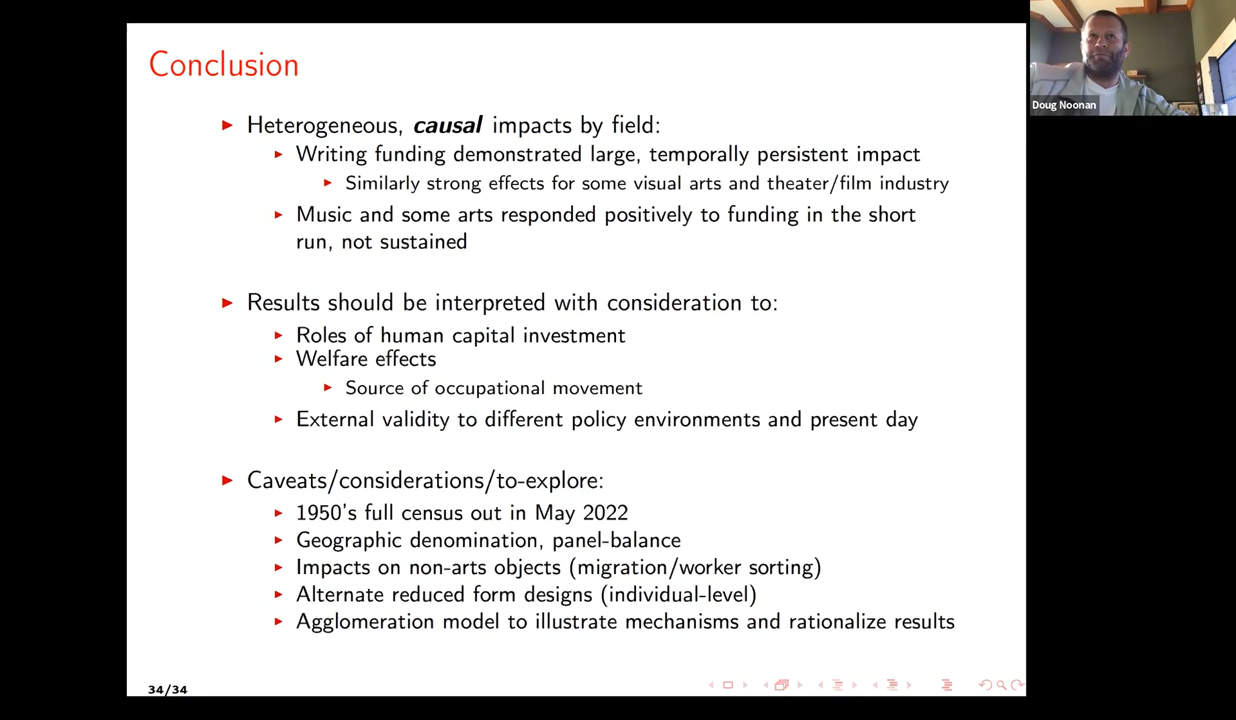 Conclusion
Heterogeneous, causal impacts by field:
Writing funding demonstrated large, temporally persistent impact
Similarly strong effects for some visual arts and theater/film industry
Music and some arts responded positively to funding in the short
run, not sustained
Results should be interpreted with consideration to:
Roles of human capital investment
Welfare effects
Source of occupational movement
External validity to different policy environments and present day
Caveats/considerations/to-explore:
1950's full census out in May 2022
Geographic denomination, panel-balance
Impacts on non-arts objects (migration/worker sorting)
Alternate reduced form designs (individual-level)
Agglomeration model to illustrate mechanisms and rationalize results
34/34
Doug Noonan